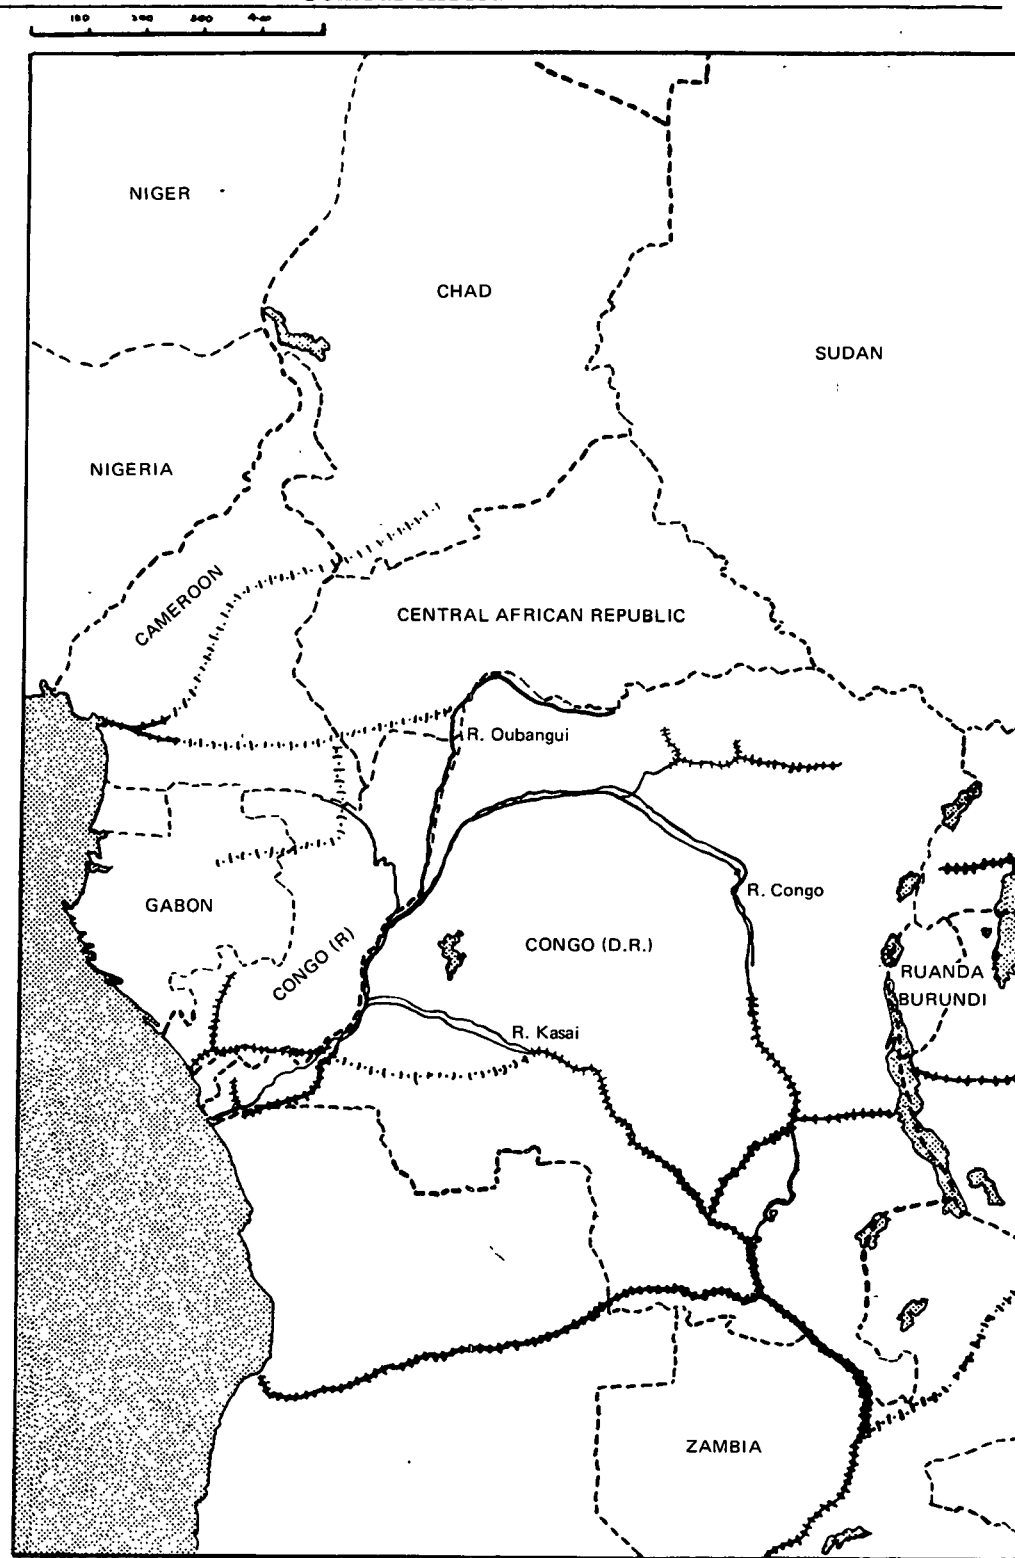 NIGER
CHAD
SUDAN
NIGERIA
CAMEROON
CENTRAL AFRICAN REPUBLIC
R. Oubangui
R. Congo
GABON
CONGO (R)
CONGO (D.R.)
RUANDA
BURUNDI
R. Kasai
ZAMBIA